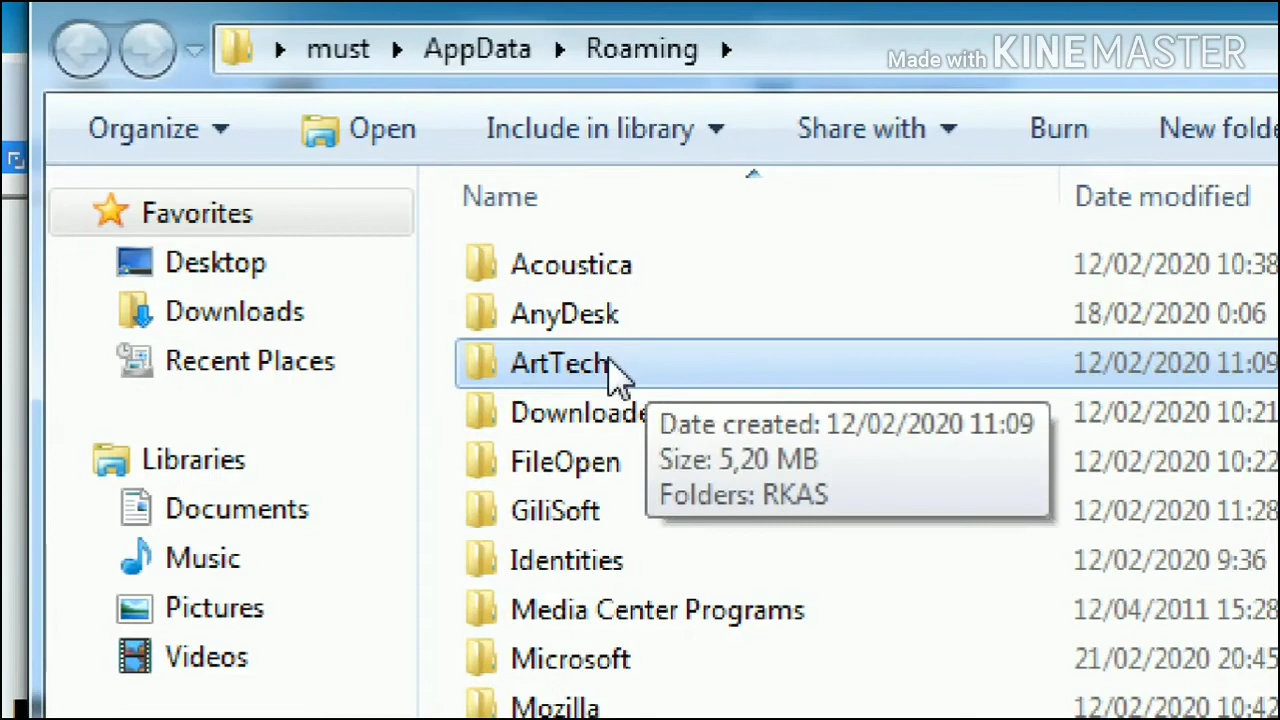 must AppData Roaming
Made with KINEMASTER
Organize Open Include in library Share with Burn New
Name Date modified
Favorites
Desktop
Downloads
Recent Places
Libraries
Documents
Music
Pictures
Videos
Acoustica 12/02/2020 10:38
AnyDesk 18/02/2020 0:06
ArtTech 12/02/2020 11:09
12/02/2020 10:21
FileOpen 12/02/2020 10:22
GiliSoft 12/02/2020 11:28
Identities 12/02/2020 9:36
Media Center Programs 12/04/2011 15:28
Microsoft 21/02/2020 20:45
Mozilla 12/02/2020 10:42
Date created: 12/02/2020 11:09
Size: 5,20 MB
Folders: RKAS